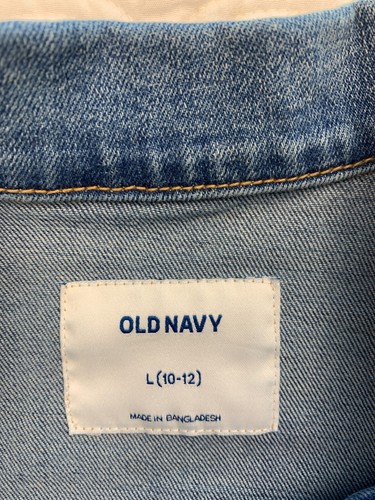 OLD NAVY
L (10-12)
MADE IN BANGLADESH